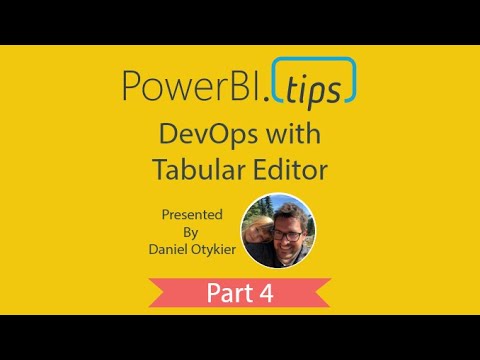 PowerBI.tips
DevOps with
Tabular Editor
Presented
By
Daniel Otykier
Part 4